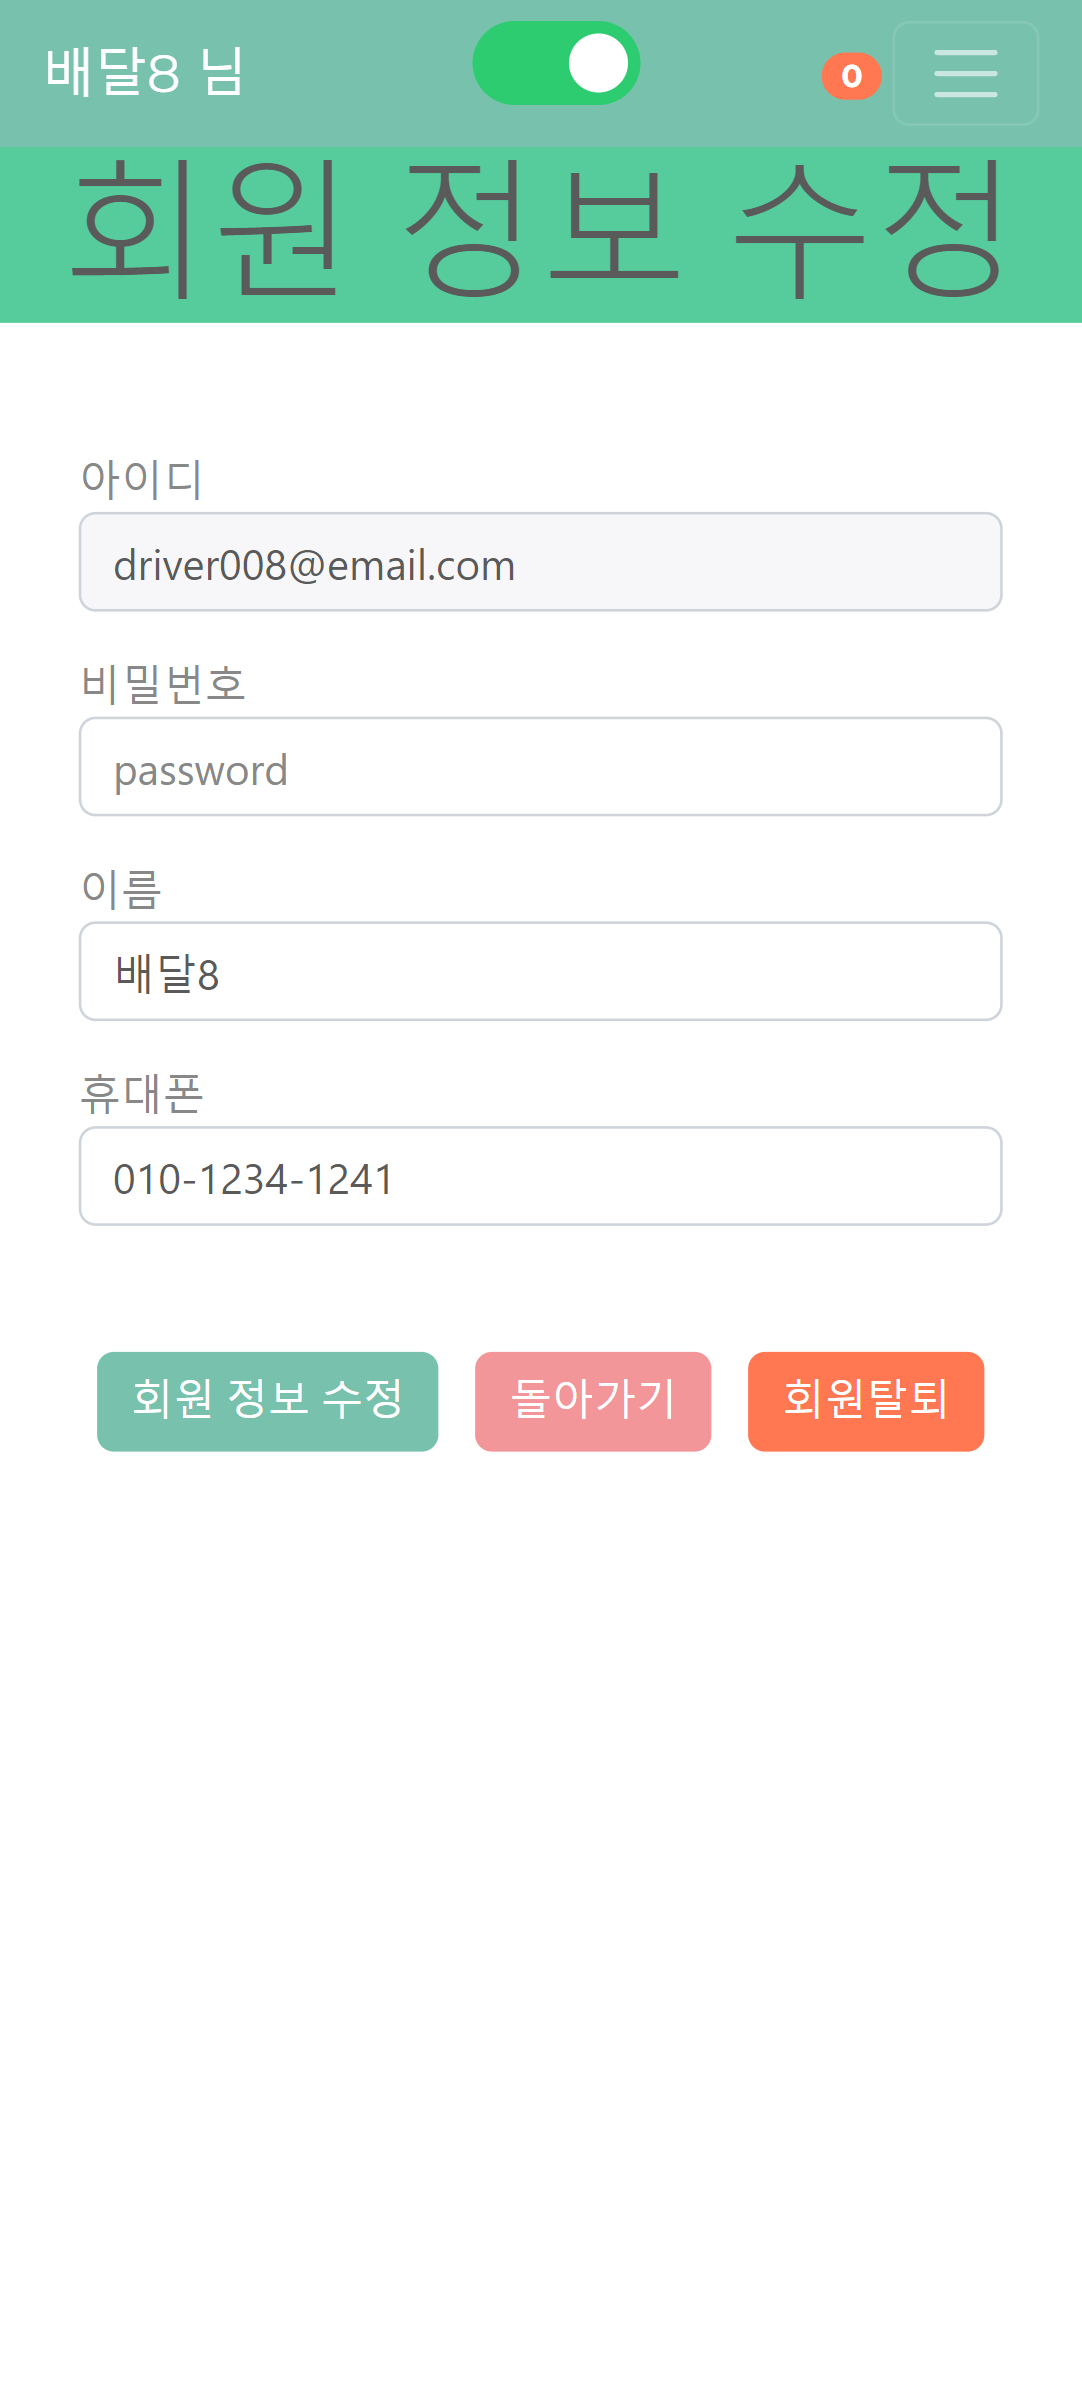 배달8 님
0
회원 정보 수정
아이디
driver008@email.com
비밀번호
password
이름
배달8
휴대폰
010-1234-1241
회원 정보 수정 돌아가기 회원탈퇴